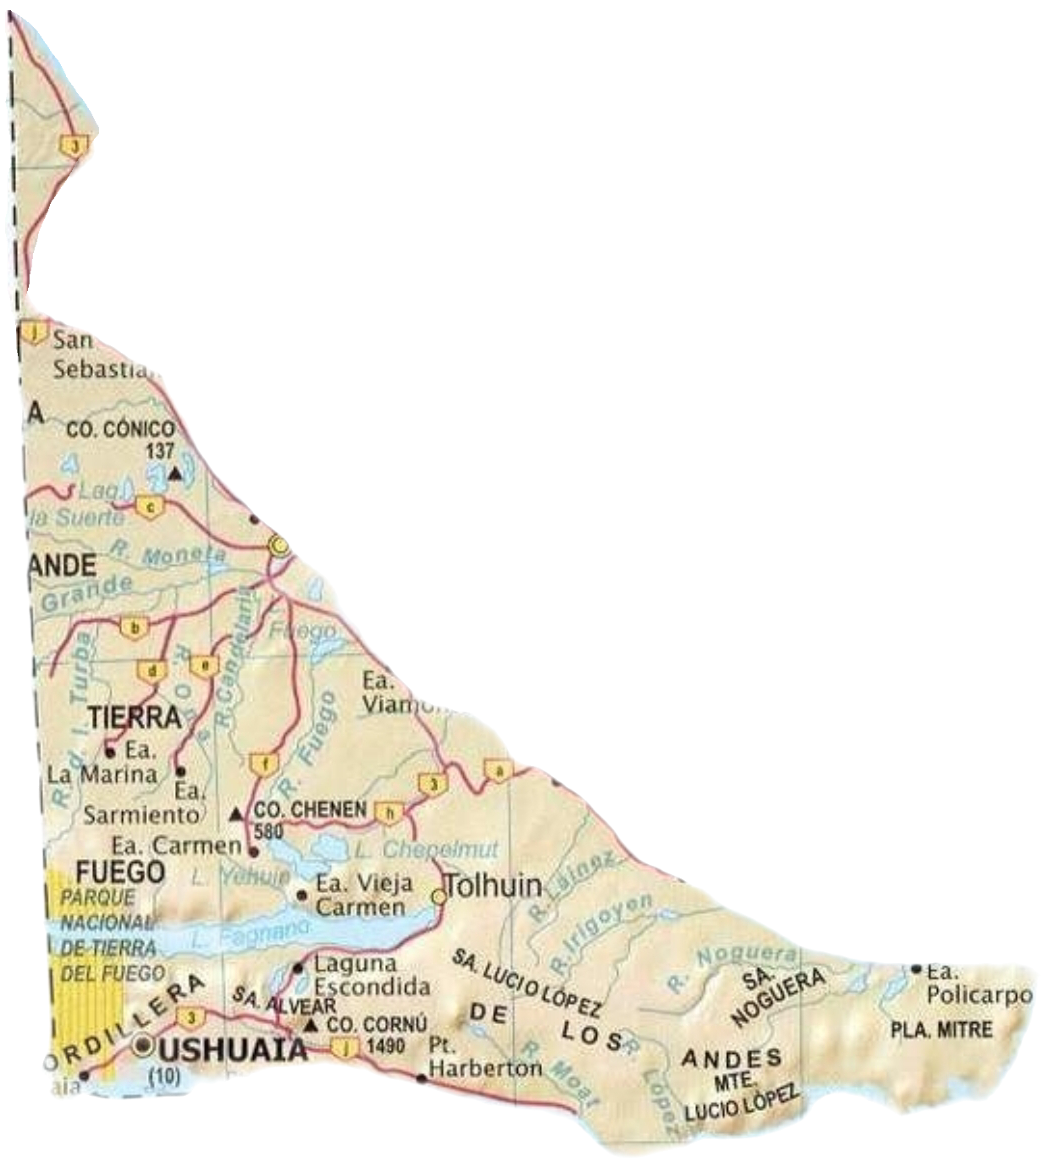 3
j
San
Sebastia
A
CO. CÓNICO
137
Lag.
la Suerte
c
R. Moneta
ANDE
Grande
b
R. Candelaria
Fuego
d
e
R. d. I. Turba
R. O
Ea.
Viamon
TIERRA
R. Fuego
Ea.
La Marina
f
a
3
Ea.
Sarmiento
CO. CHENEN
580
h
Ea. Carmen
L. Chepelmut
FUEGO
L. Yehuin
Ea. Vieja
Carmen
Tolhuin
R. Láinez
PARQUE
NACIONAL
DE TIERRA
DEL FUEGO
L. Fagnano
R. Irigoyen
Laguna
Escondida
SA. LUCIO LÓPEZ
R. Noguera
SA.
NOGUERA
Ea.
Policarpo
ORDILLERA
SA. ALVEAR
DE LOS
ANDES
3
CO. CORNÚ
1490
j
PLA. MITRE
USHUAIA
(10)
Pt.
Harberton
R. Moat
R. López
MTE.
LUCIO LÓPEZ
aia